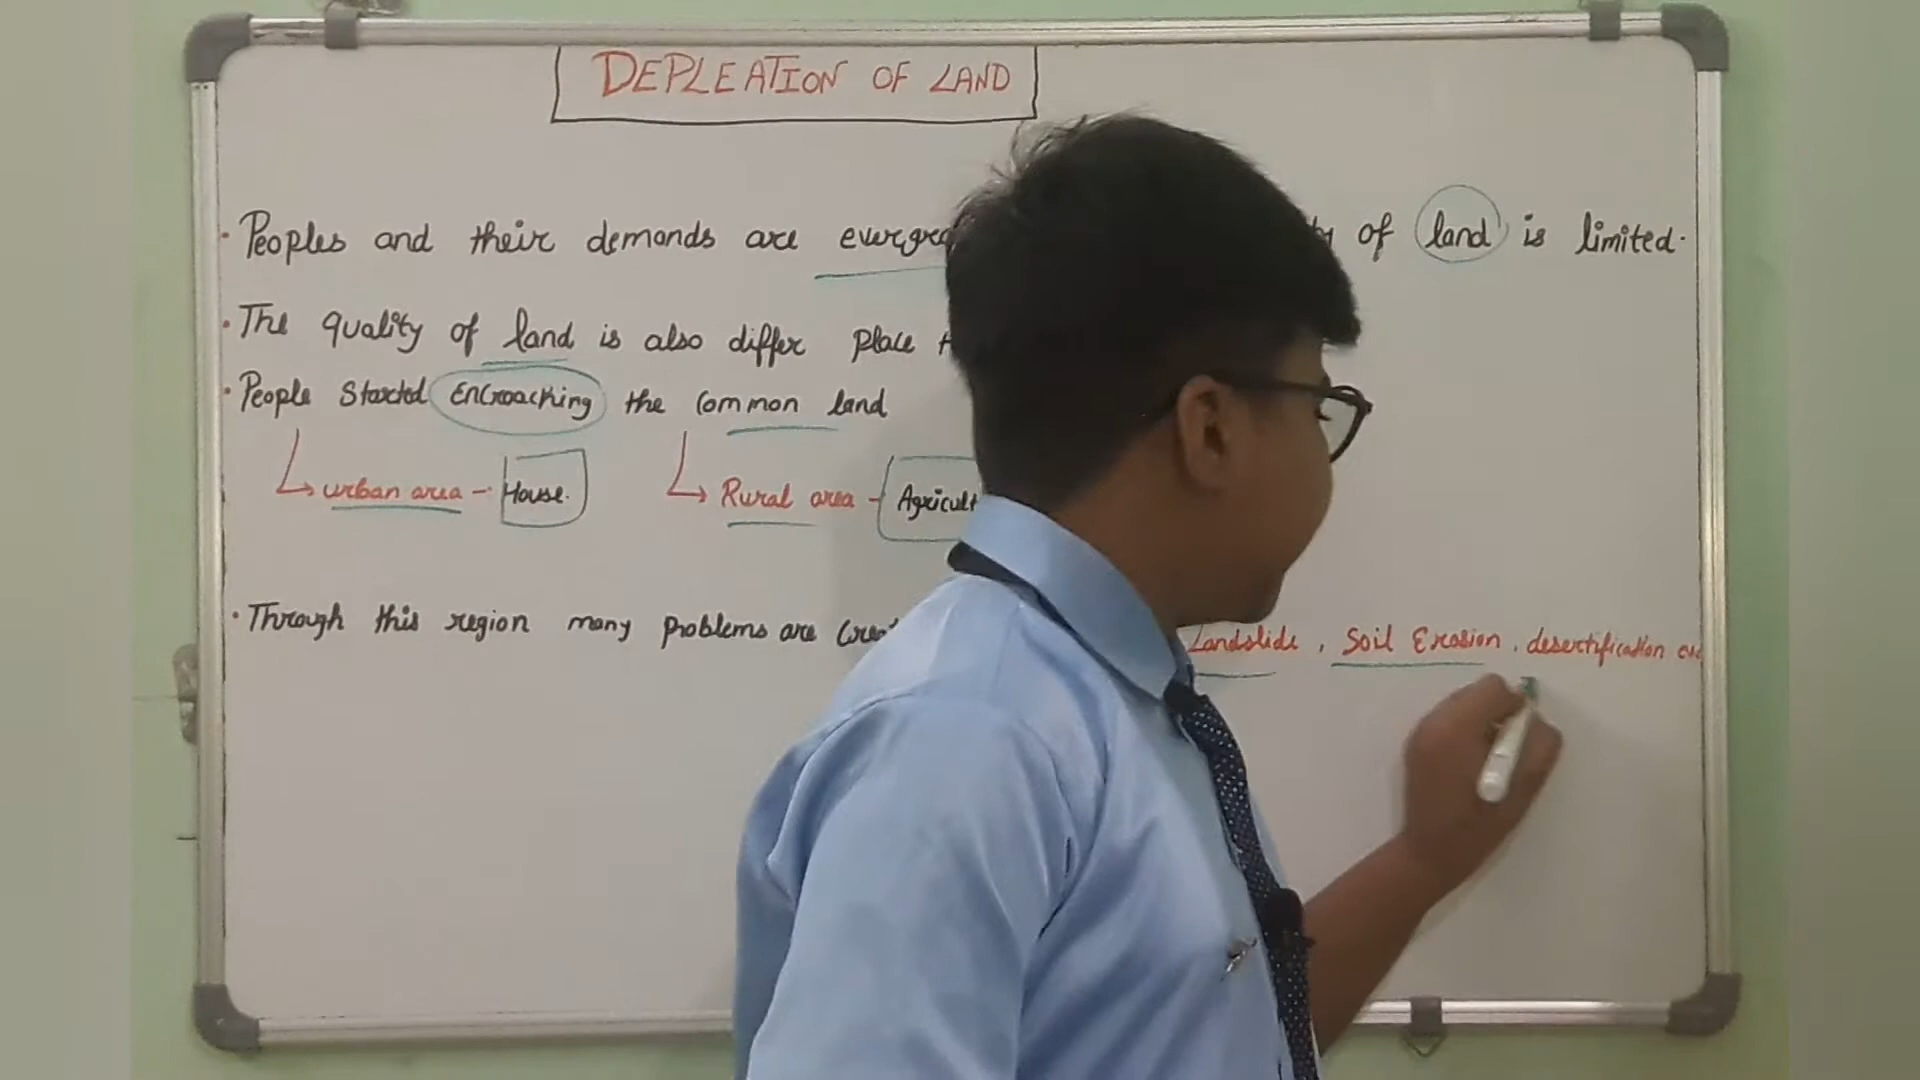 DEPLEATION OF LAND
· Peoples and their demands are of land is limited.
· The quality of land is also differ place
· People Started Encroaching the common land
urban area - House. Rural area -
· Through this region many problems are Landslide, Soil Erosion, desertification